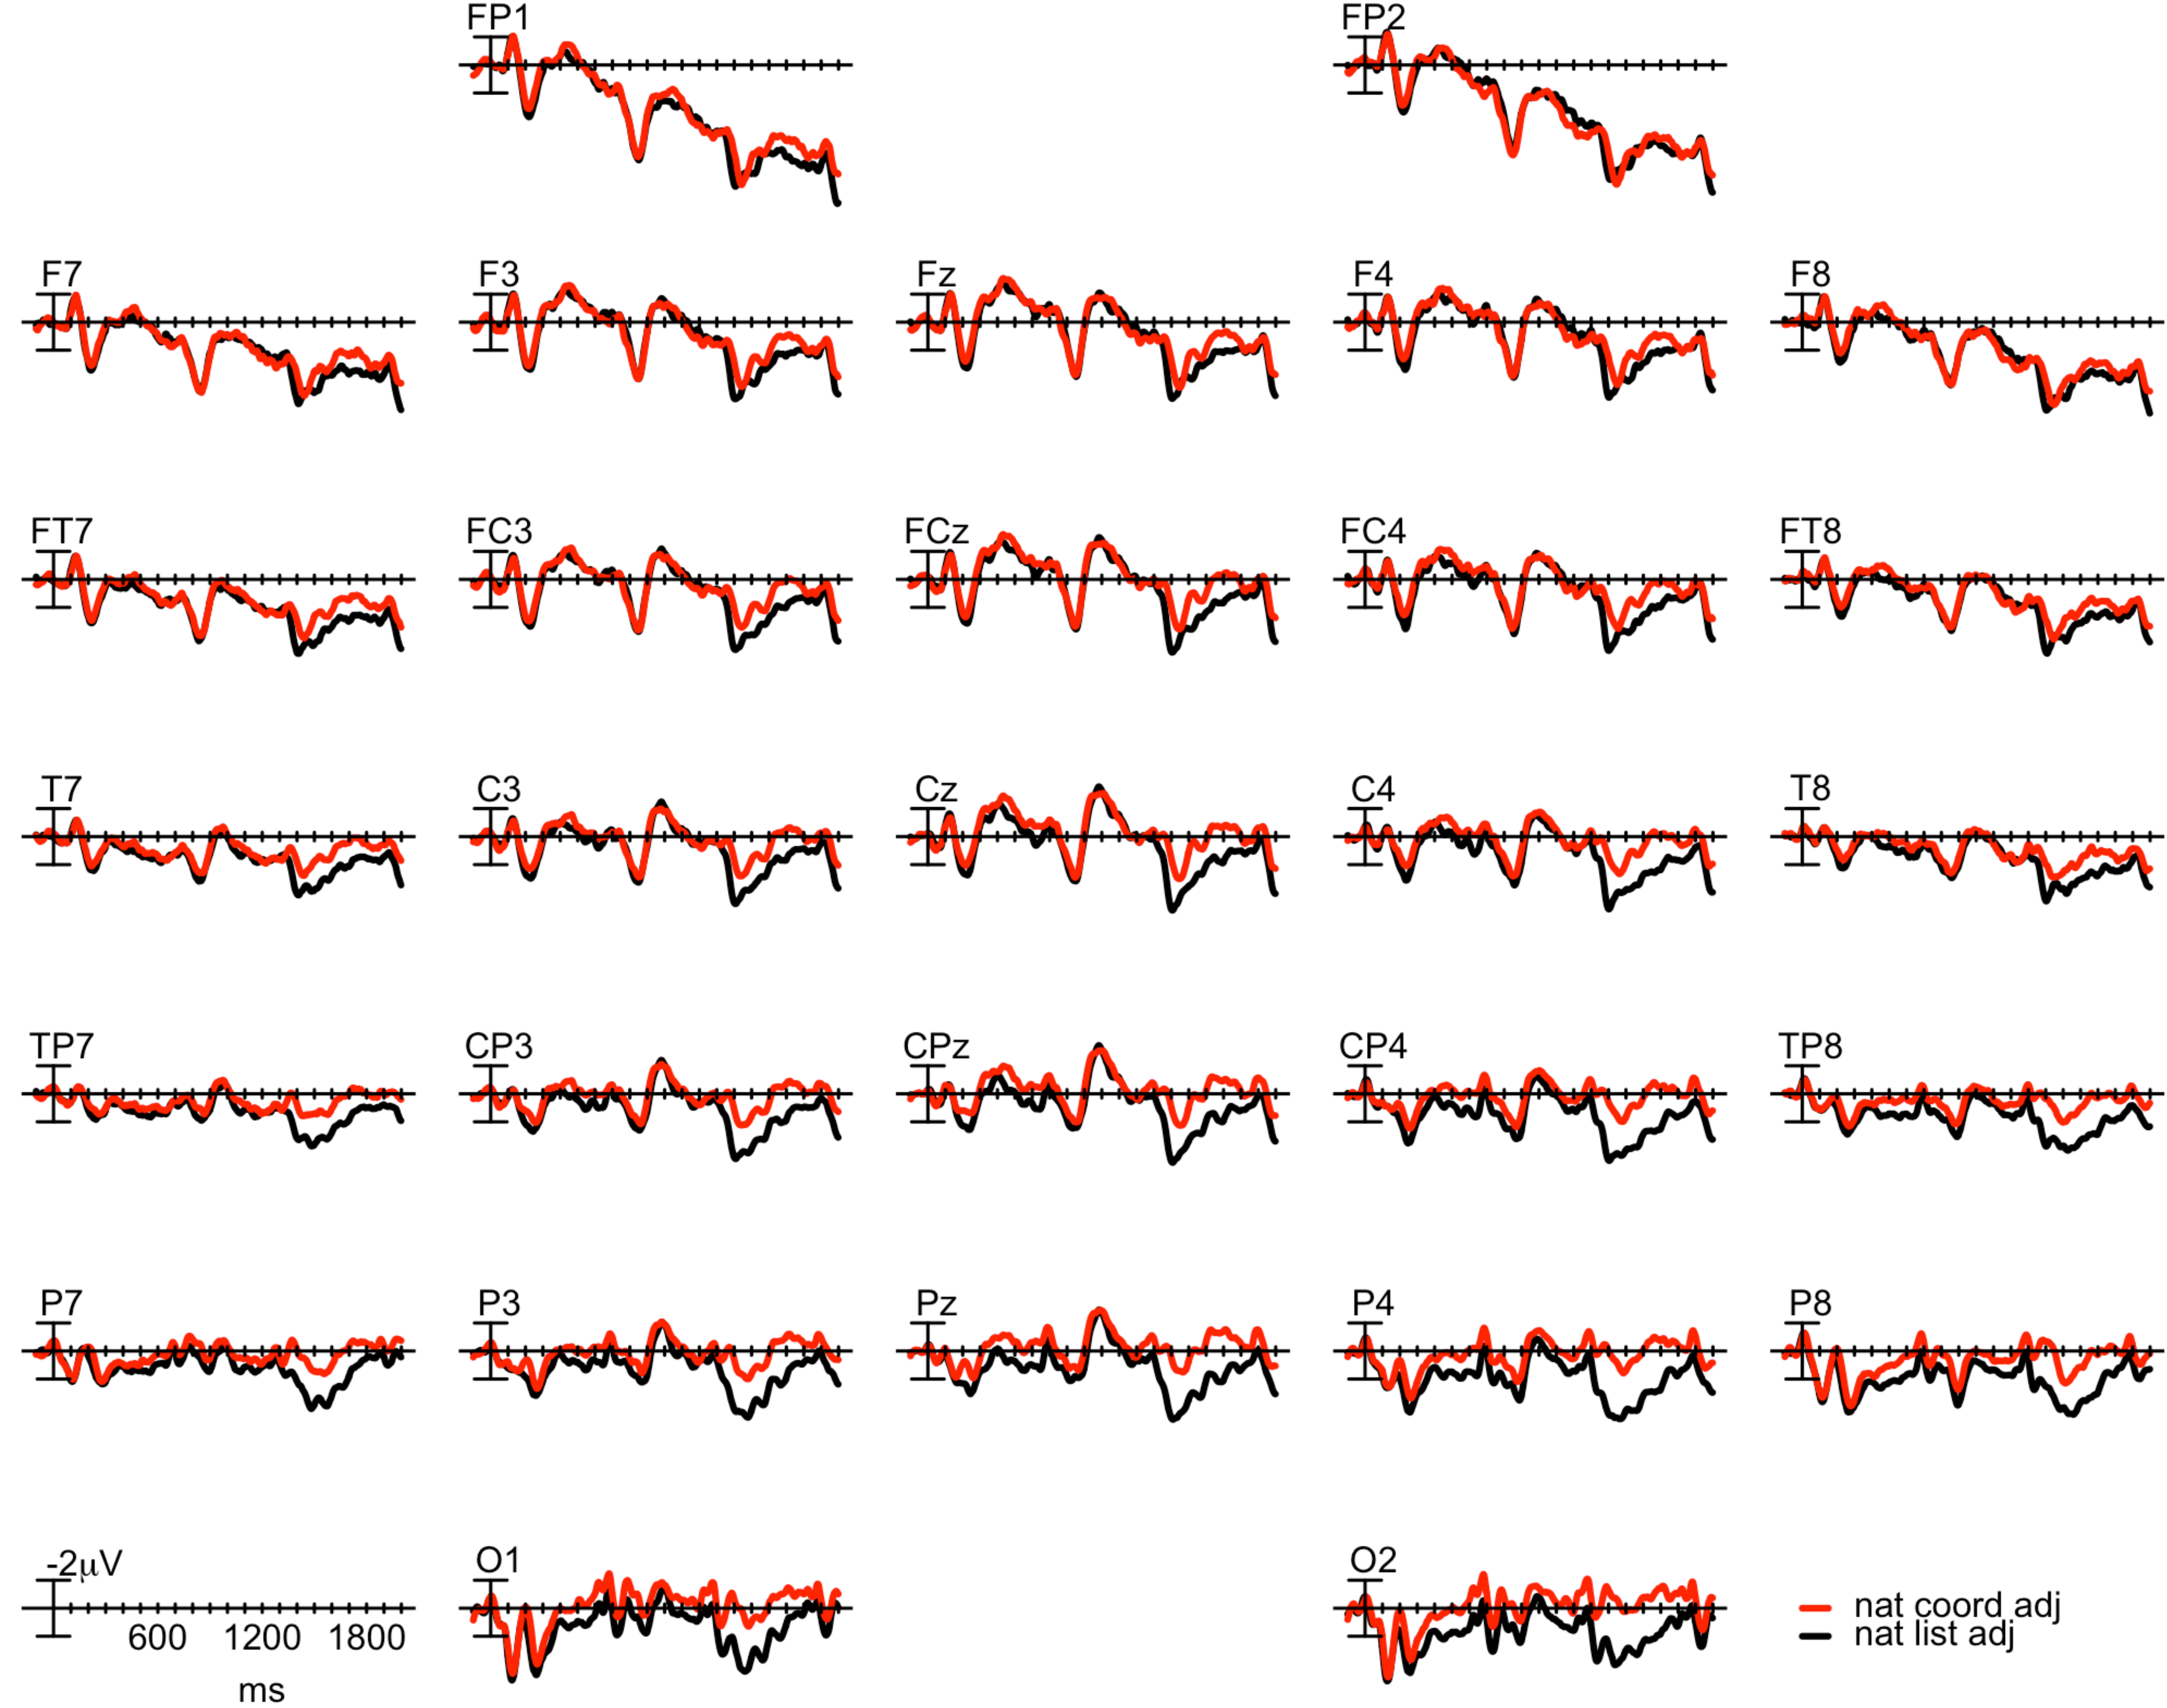 FP1 FP2
F7 F3 Fz F4 F8
FT7 FC3 FCz FC4 FT8
T7 C3 Cz C4 T8
TP7 CP3 CPz CP4 TP8
P7 P3 Pz P4 P8
-2μV O1 O2
600 1200 1800
ms
nat coord adj
nat list adj